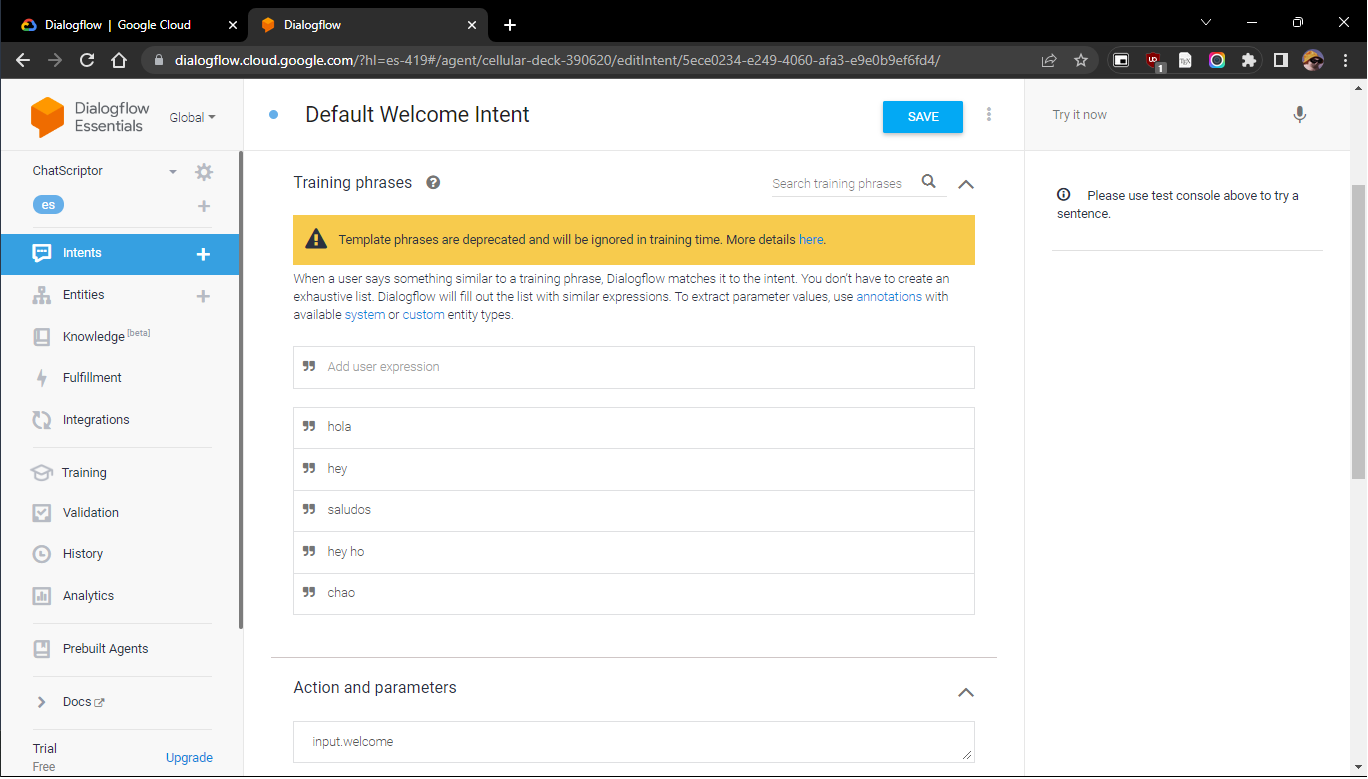 Dialogflow | Google Cloud
Dialogflow
dialogflow.cloud.google.com/?hl=es-419#/agent/cellular-deck-390620/editIntent/5ece0234-e249-4060-afa3-e9e0b9ef6fd4/
1
Dialogflow
Essentials
Global
Default Welcome Intent
SAVE
Try it now
ChatScriptor
es
Intents
Entities
Knowledge [beta]
Fulfillment
Integrations
Training
Validation
History
Analytics
Prebuilt Agents
Docs
Trial
Free
Upgrade
Training phrases
Search training phrases
Template phrases are deprecated and will be ignored in training time. More details here.
When a user says something similar to a training phrase, Dialogflow matches it to the intent. You don't have to create an
exhaustive list. Dialogflow will fill out the list with similar expressions. To extract parameter values, use annotations with
available system or custom entity types.
Add user expression
hola
hey
saludos
hey ho
chao
Action and parameters
input.welcome
Please use test console above to try a
sentence.